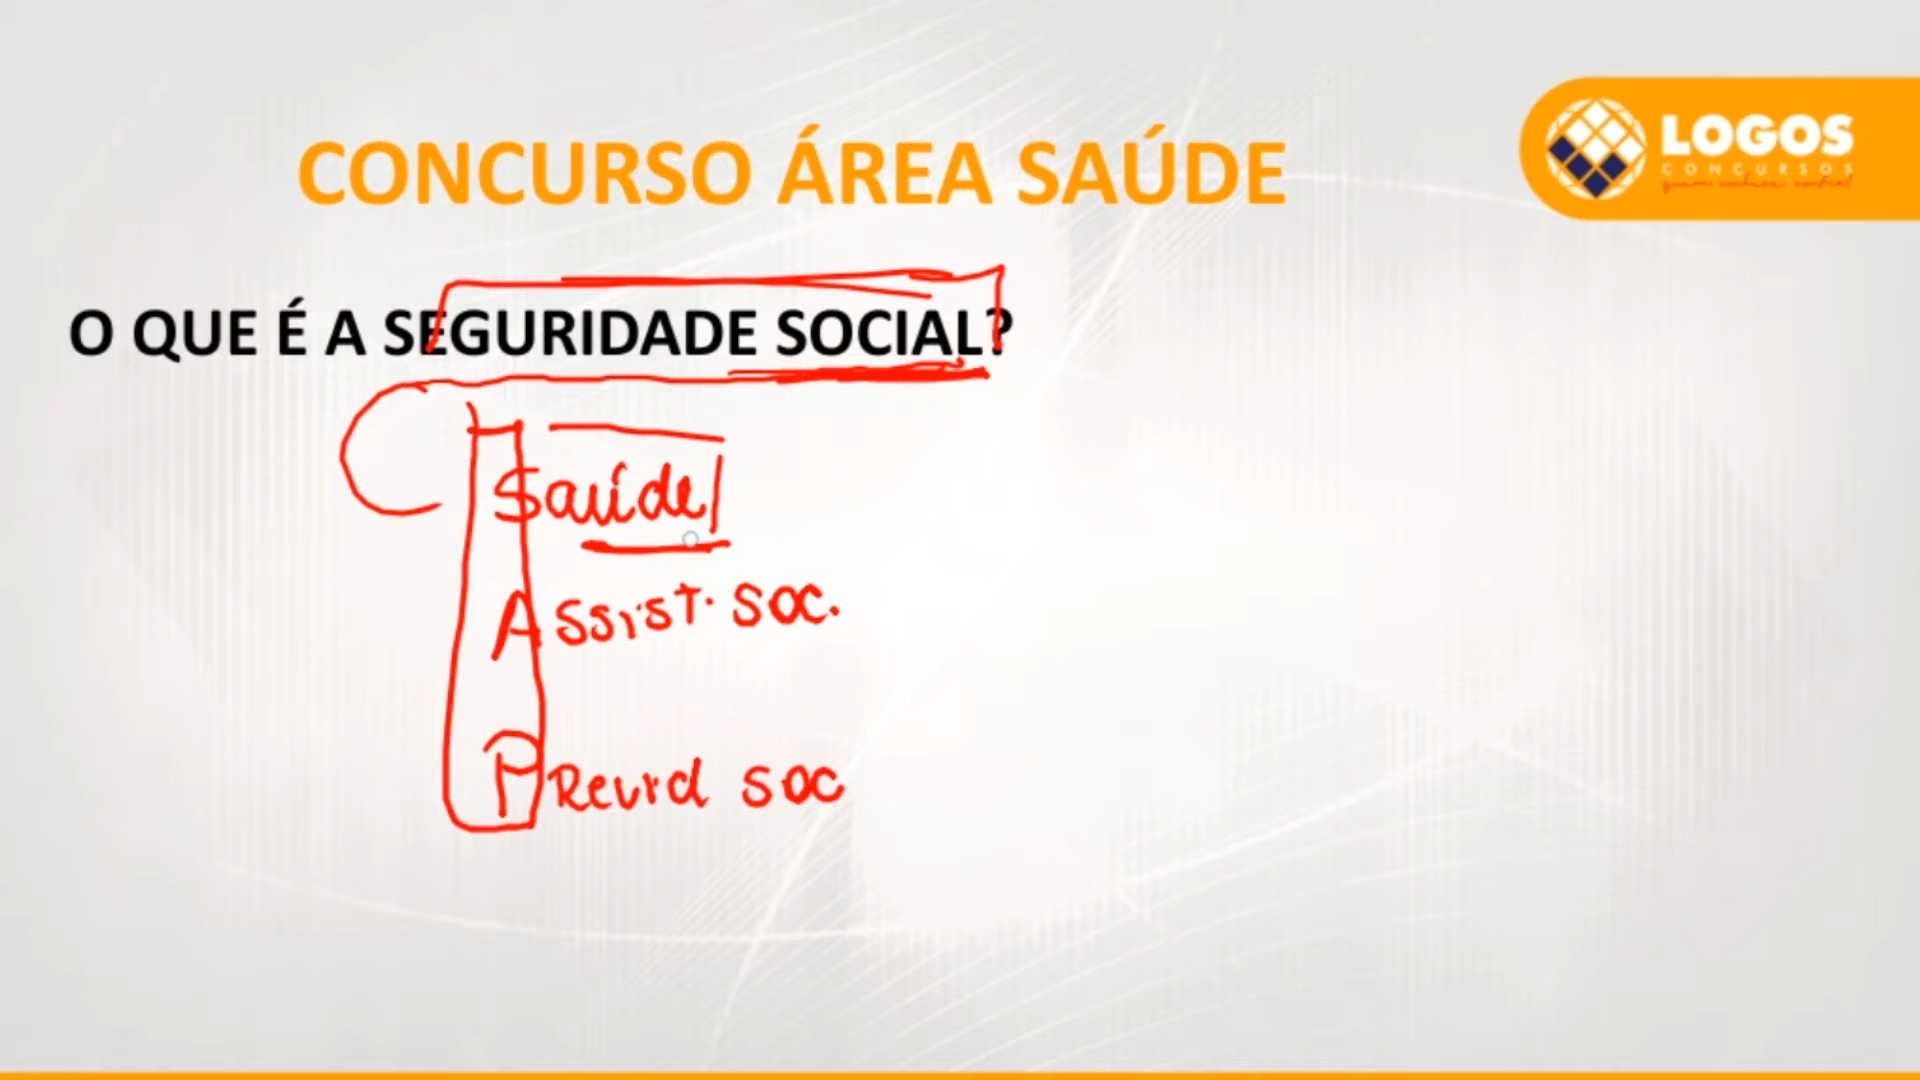 CONCURSO ÁREA SAÚDE
LOGOS
CONCURSOS
O QUE É A SEGURIDADE SOCIAL?
Saúde
Assist. soc.
Previd soc